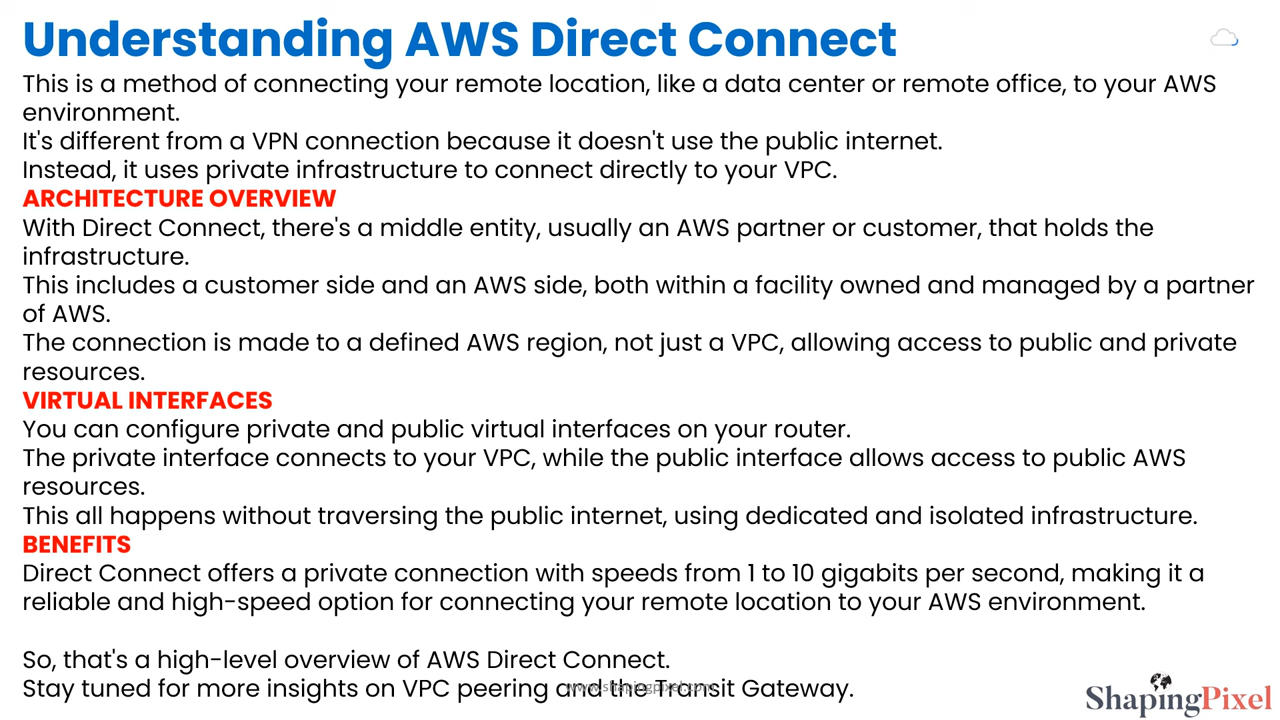 Understanding AWS Direct Connect
This is a method of connecting your remote location, like a data center or remote office, to your AWS
environment.
It's different from a VPN connection because it doesn't use the public internet.
Instead, it uses private infrastructure to connect directly to your VPC.
ARCHITECTURE OVERVIEW
With Direct Connect, there's a middle entity, usually an AWS partner or customer, that holds the
infrastructure.
This includes a customer side and an AWS side, both within a facility owned and managed by a partner
of AWS.
The connection is made to a defined AWS region, not just a VPC, allowing access to public and private
resources.
VIRTUAL INTERFACES
You can configure private and public virtual interfaces on your router.
The private interface connects to your VPC, while the public interface allows access to public AWS
resources.
This all happens without traversing the public internet, using dedicated and isolated infrastructure.
BENEFITS
Direct Connect offers a private connection with speeds from 1 to 10 gigabits per second, making it a
reliable and high-speed option for connecting your remote location to your AWS environment.
So, that's a high-level overview of AWS Direct Connect.
Stay tuned for more insights on VPC peering and the Transit Gateway.
www.shapingpixel.com
ShapingPixel